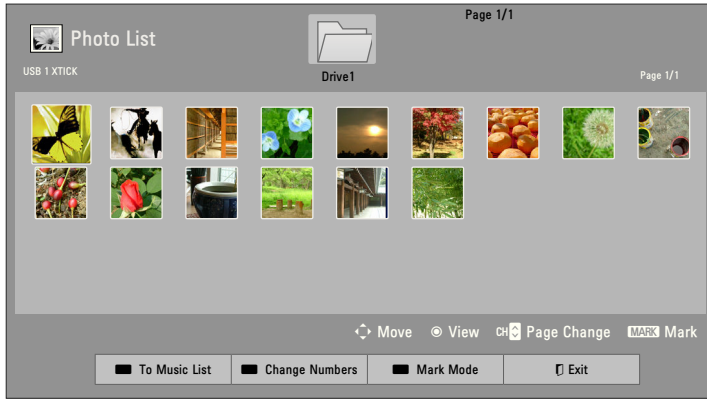 Page 1/1
Photo List
USB 1 XTICK
Drive1
Page 1/1
Move View CH Page Change MARK Mark
To Music List Change Numbers Mark Mode Exit